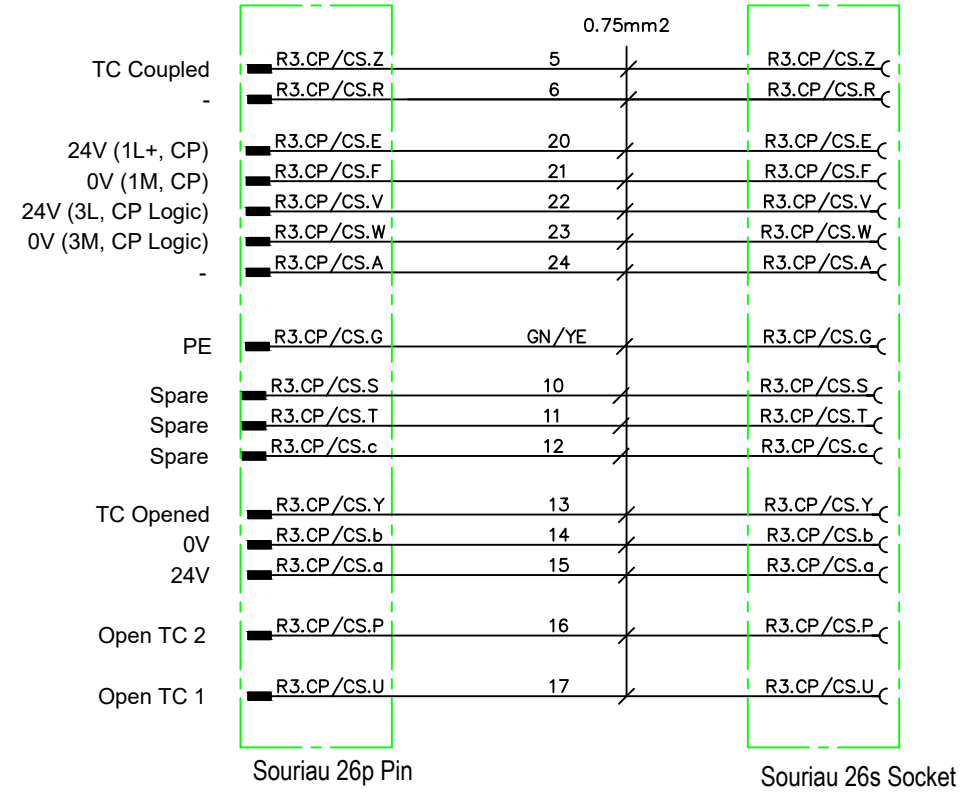 0.75mm2
TC Coupled R3.CP/CS.Z 5 R3.CP/CS.Z
- R3.CP/CS.R 6 R3.CP/CS.R
24V (1L+, CP) R3.CP/CS.E 20 R3.CP/CS.E
0V (1M, CP) R3.CP/CS.F 21 R3.CP/CS.F
24V (3L, CP Logic) R3.CP/CS.V 22 R3.CP/CS.V
0V (3M, CP Logic) R3.CP/CS.W 23 R3.CP/CS.W
- R3.CP/CS.A 24 R3.CP/CS.A
PE R3.CP/CS.G GN/YE R3.CP/CS.G
Spare R3.CP/CS.S 10 R3.CP/CS.S
Spare R3.CP/CS.T 11 R3.CP/CS.T
Spare R3.CP/CS.c 12 R3.CP/CS.c
TC Opened R3.CP/CS.Y 13 R3.CP/CS.Y
0V R3.CP/CS.b 14 R3.CP/CS.b
24V R3.CP/CS.a 15 R3.CP/CS.a
Open TC 2 R3.CP/CS.P 16 R3.CP/CS.P
Open TC 1 R3.CP/CS.U 17 R3.CP/CS.U
Souriau 26p Pin Souriau 26s Socket